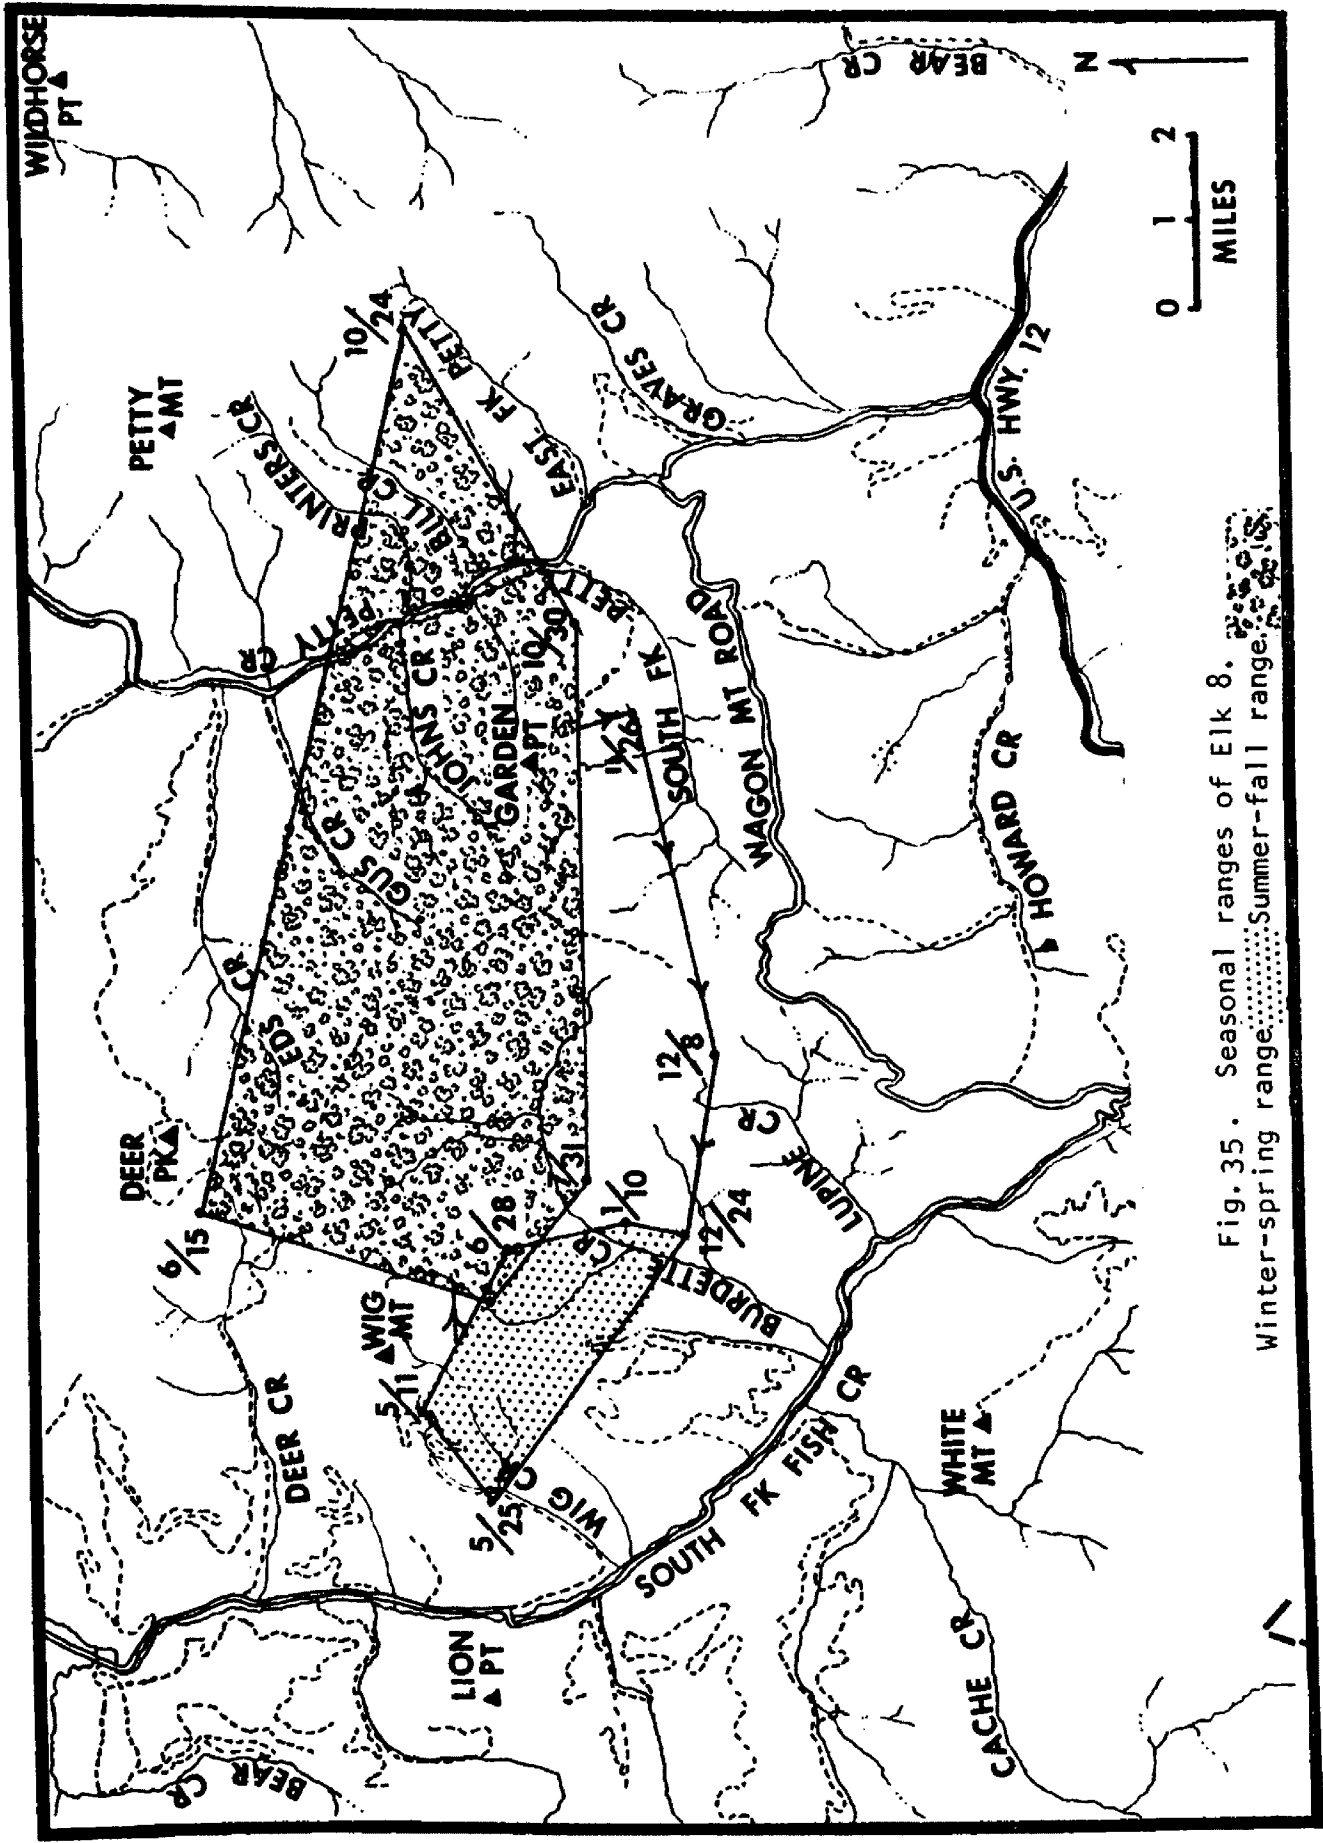 WILDHORSE
PT
BEAR CR
N
0 1 2
MILES
PETTY
MT
10/24
PRINTERS CR
BILL CR
EAST FK PETTY
GRAVES CR
U.S. HWY. 12
PETTY
CR
JOHNS CR
GARDEN
PT
10/30
PETTY
SOUTH FK
11/26
WAGON MT ROAD
GUS CR
EDS CR
HOWARD CR
DEER
PK
6/15
12/8
LUPINE CR
7/31
6/28
1/10
12/24
BURDETTE CR
WIG
MT
5/11
DEER CR
5/25
WIG CR
SOUTH FK FISH CR
WHITE
MT
LION
PT
CACHE CR
BEAR CR
Fig. 35. Seasonal ranges of Elk 8.
Winter-spring range Summer-fall range